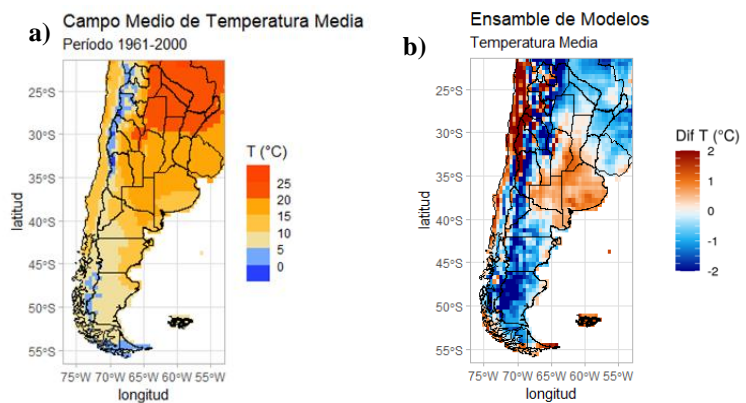 a)
Campo Medio de Temperatura Media
Período 1961-2000
25°S
30°S
35°S
40°S
45°S
50°S
55°S
latitud
75°W 70°W 65°W 60°W 55°W
longitud
T (°C)
25
20
15
10
5
0
b)
Ensamble de Modelos
Temperatura Media
25°S
30°S
35°S
40°S
45°S
50°S
55°S
latitud
75°W 70°W 65°W 60°W 55°W
longitud
Dif T (°C)
2
1
0
-1
-2